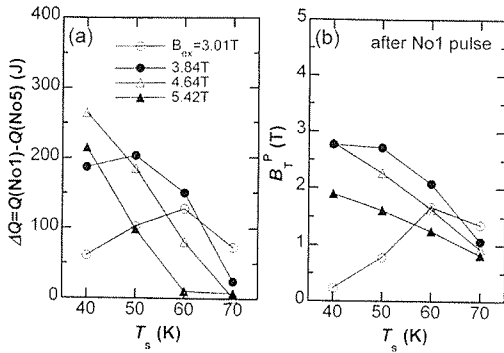 400
300
200
100
0
(a)
B_ex=3.01T
3.84T
4.64T
5.42T
ΔQ=Q(No1)-Q(No5) (J)
40 50 60 70
T_s (K)
5
4
3
2
1
0
(b) after No1 pulse
B_T^P (T)
40 50 60 70
T_s (K)